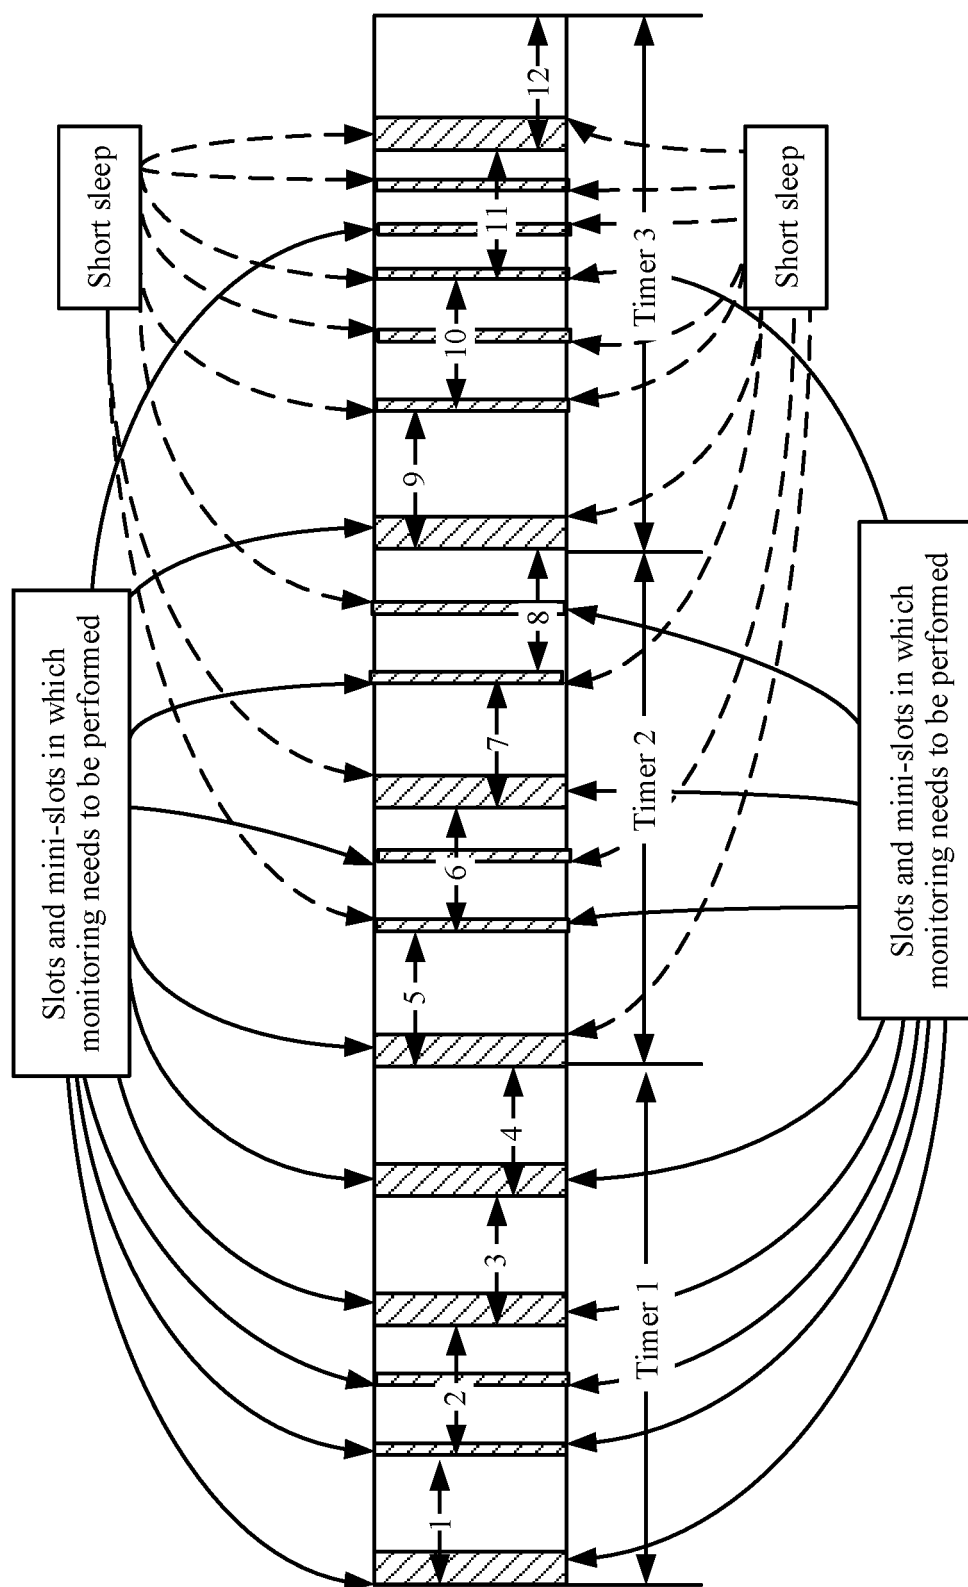 Slots and mini-slots in which
monitoring needs to be performed
Short sleep
1
2
3
4
5
6
7
8
9
10
11
12
Timer 1
Timer 2
Timer 3
Slots and mini-slots in which
monitoring needs to be performed
Short sleep